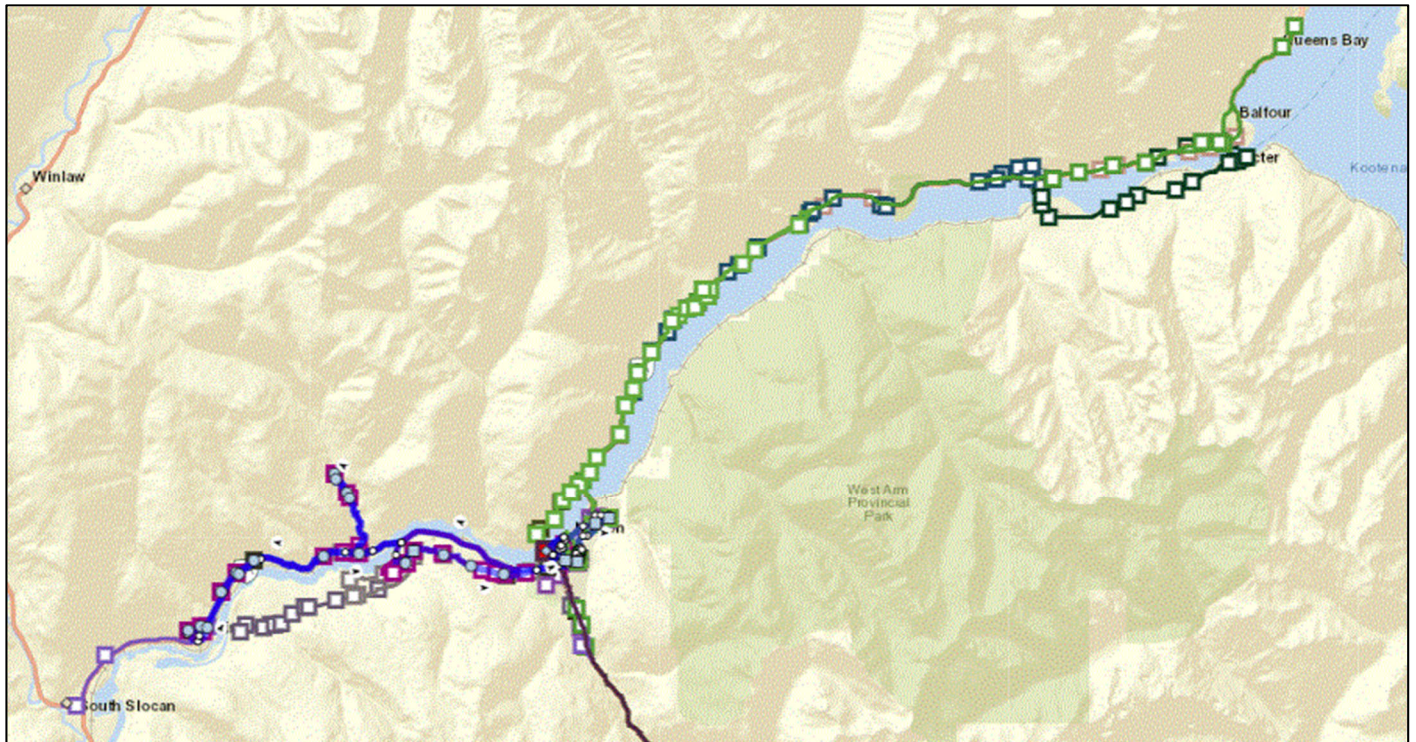 Queens Bay
Balfour
Winlaw
West Arm
Provincial
Park
South Slocan